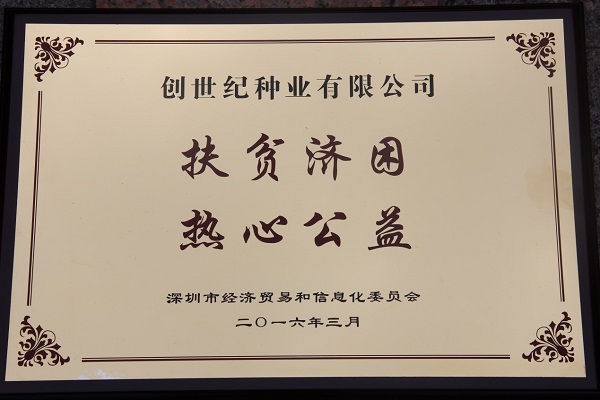 创世纪种业有限公司
扶贫济困
热心公益
深圳市经济贸易和信息化委员会
二〇一六年三月